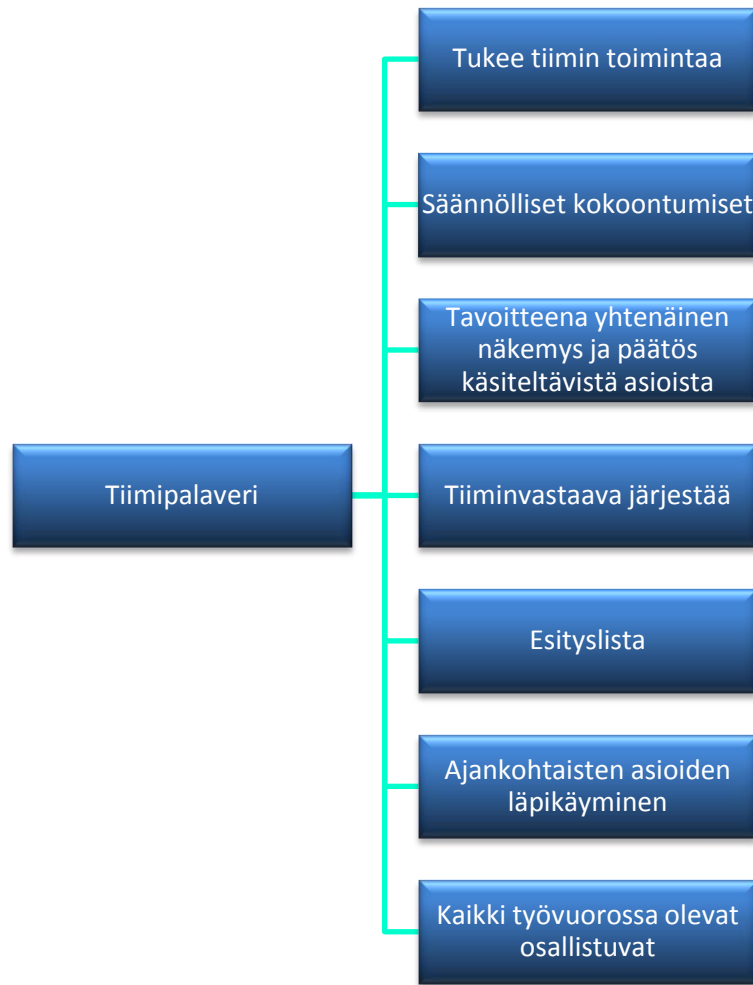 Tukee tiimin toimintaa
Säännölliset kokoontumiset
Tavoitteena yhtenäinen
näkemys ja päätös
käsiteltävistä asioista
Tiimipalaveri
Tiiminvastaava järjestää
Esityslista
Ajankohtaisten asioiden
läpikäyminen
Kaikki työvuorossa olevat
osallistuvat